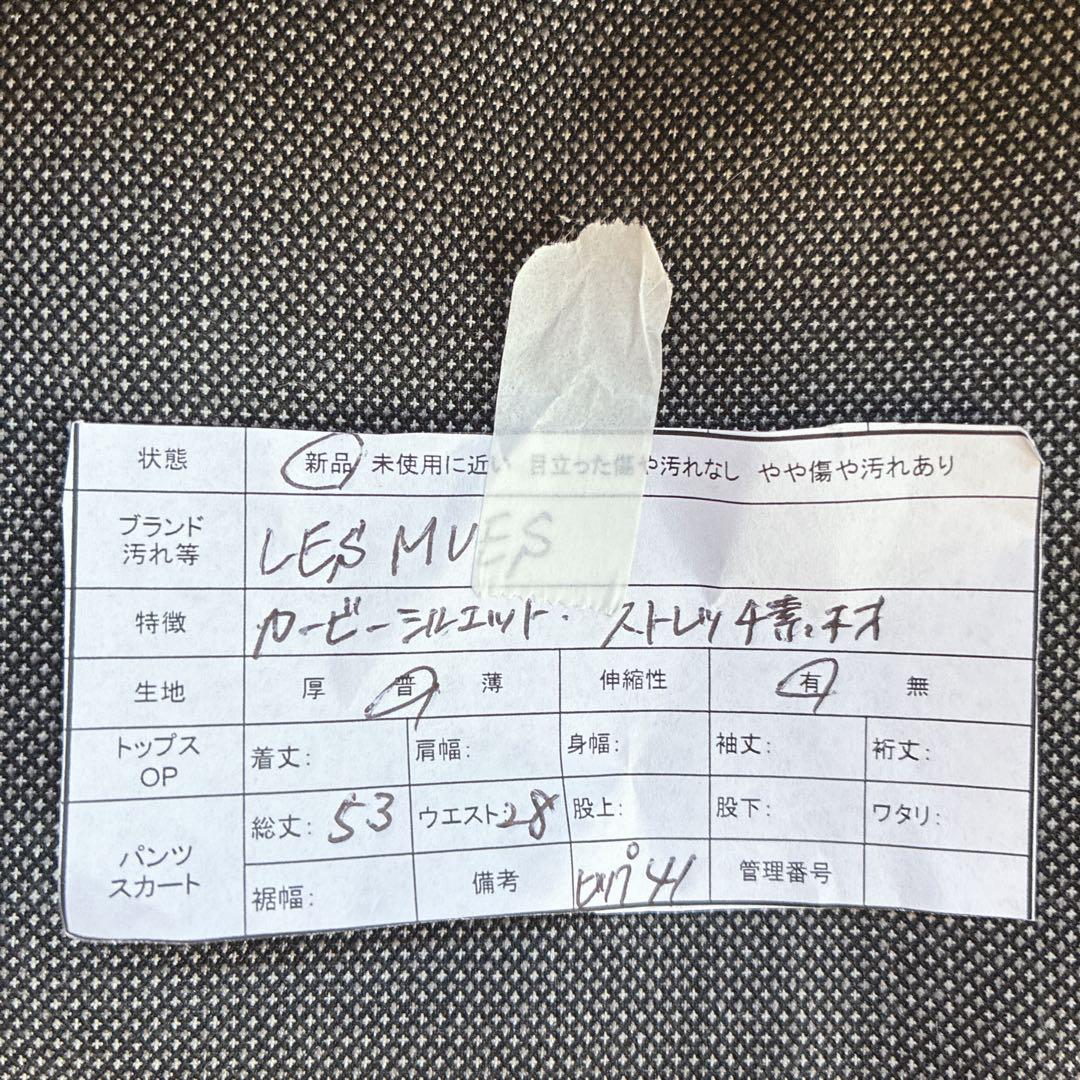 状態 新品 未使用に近い 目立った傷や汚れなし やや傷や汚れあり
ブランド
汚れ等 LES MUES
特徴 カービーシルエット・ストレッチ素材
生地 厚 普 薄 伸縮性 有 無
トップス
OP 着丈: 肩幅: 身幅: 袖丈: 裄丈:
パンツ
スカート 総丈: 53 ウエスト: 28 股上: 股下: ワタリ:
裾幅: 備考 ヒップ 41 管理番号